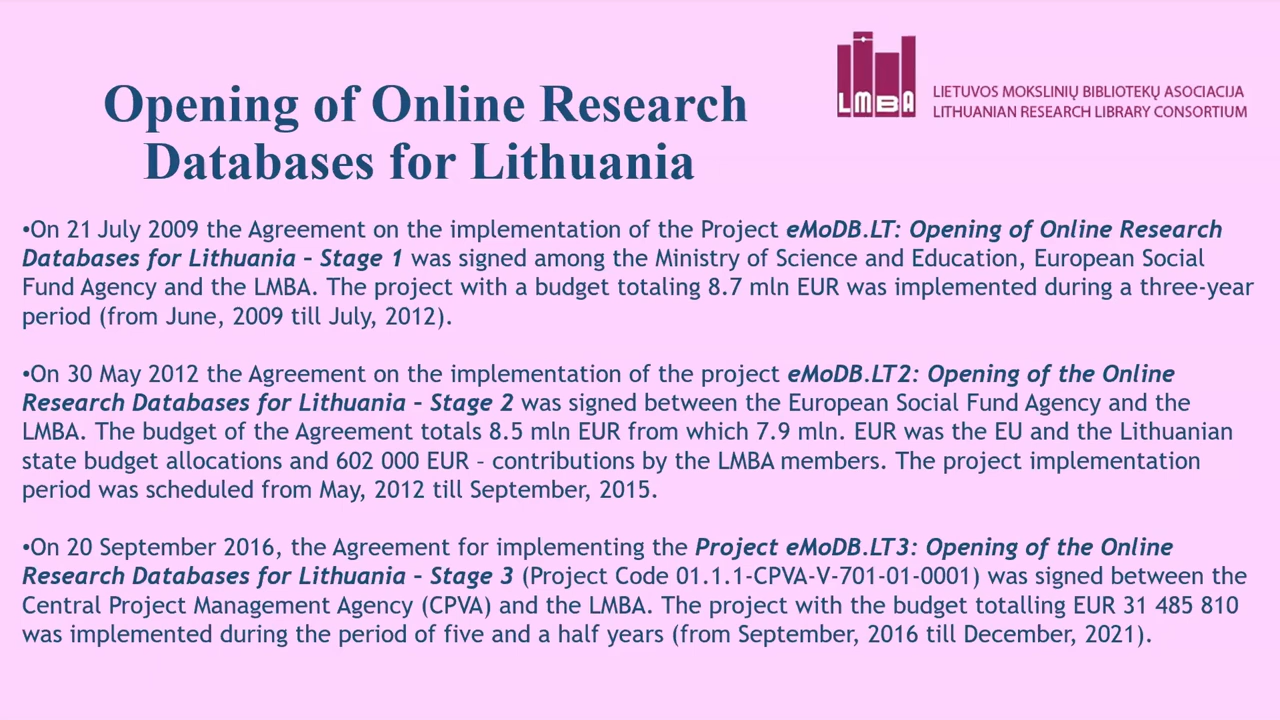 Opening of Online Research
Databases for Lithuania
LMBA
LIETUVOS MOKSLINIŲ BIBLIOTEKŲ ASOCIACIJA
LITHUANIAN RESEARCH LIBRARY CONSORTIUM
•On 21 July 2009 the Agreement on the implementation of the Project eMoDB.LT: Opening of Online Research
Databases for Lithuania – Stage 1 was signed among the Ministry of Science and Education, European Social
Fund Agency and the LMBA. The project with a budget totaling 8.7 mln EUR was implemented during a three-year
period (from June, 2009 till July, 2012).
•On 30 May 2012 the Agreement on the implementation of the project eMoDB.LT2: Opening of the Online
Research Databases for Lithuania – Stage 2 was signed between the European Social Fund Agency and the
LMBA. The budget of the Agreement totals 8.5 mln EUR from which 7.9 mln. EUR was the EU and the Lithuanian
state budget allocations and 602 000 EUR – contributions by the LMBA members. The project implementation
period was scheduled from May, 2012 till September, 2015.
•On 20 September 2016, the Agreement for implementing the Project eMoDB.LT3: Opening of the Online
Research Databases for Lithuania – Stage 3 (Project Code 01.1.1-CPVA-V-701-01-0001) was signed between the
Central Project Management Agency (CPVA) and the LMBA. The project with the budget totalling EUR 31 485 810
was implemented during the period of five and a half years (from September, 2016 till December, 2021).